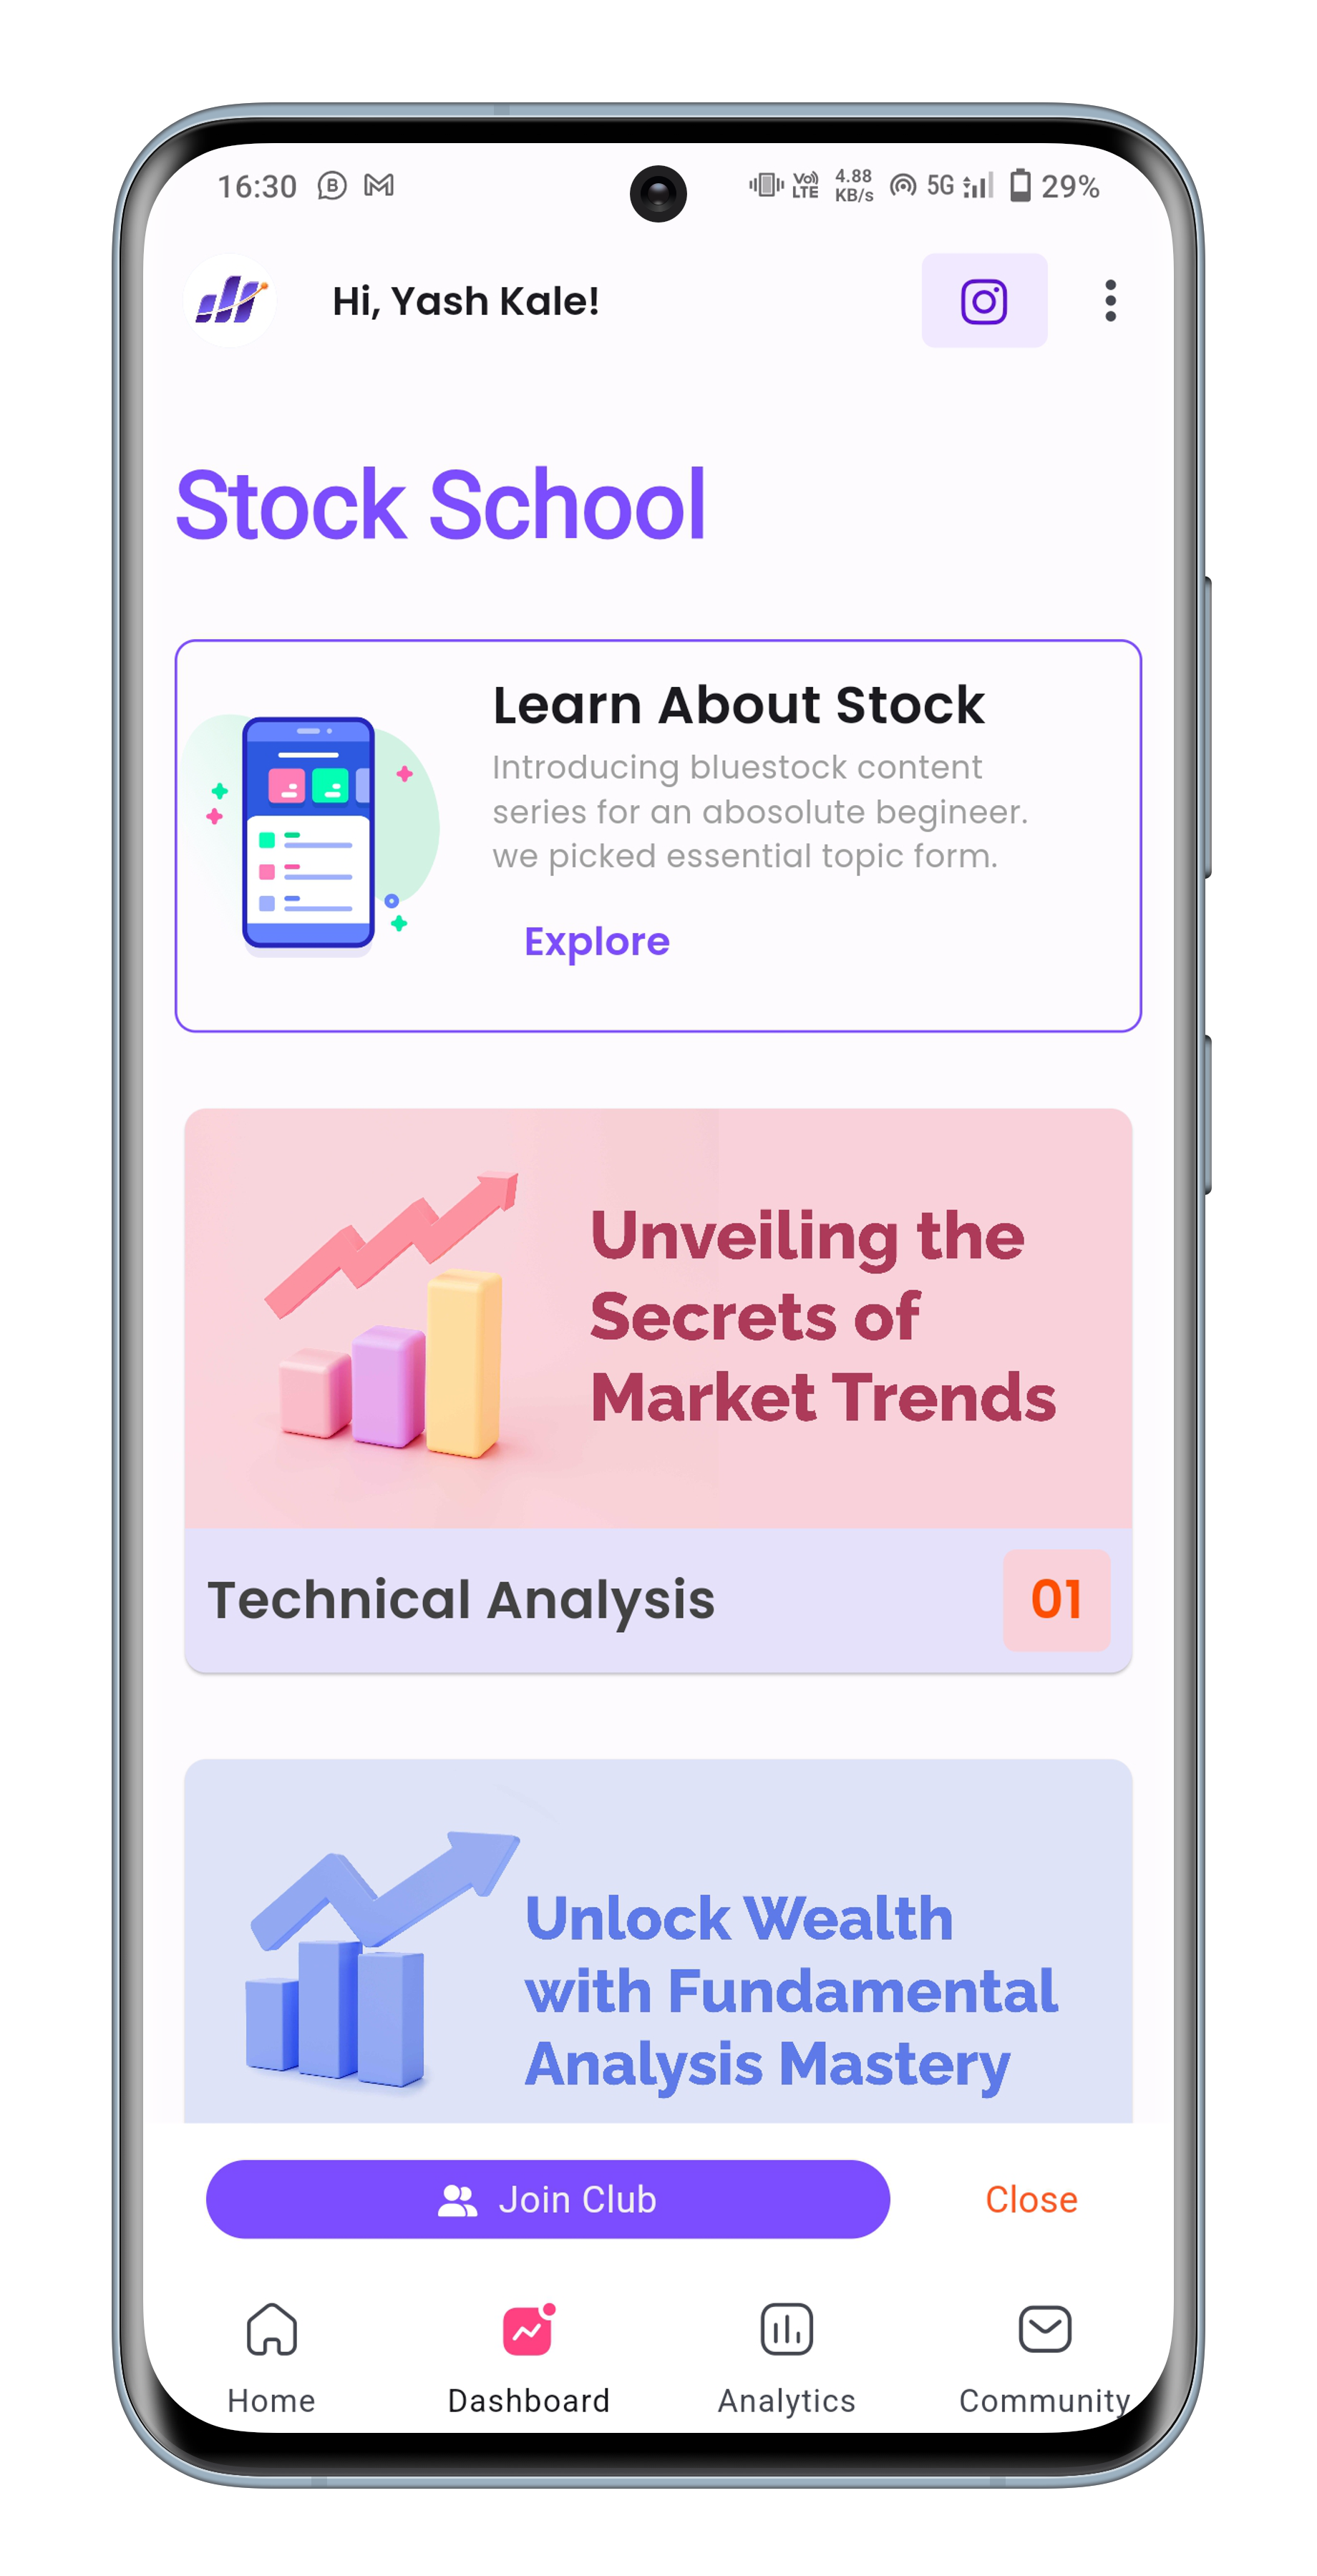 16:30
Vo)) LTE
4.88 KB/s
5G
29%
Hi, Yash Kale!
Stock School
Learn About Stock
Introducing bluestock content
series for an abosolute begineer.
we picked essential topic form.
Explore
Unveiling the
Secrets of
Market Trends
Technical Analysis
01
Unlock Wealth
with Fundamental
Analysis Mastery
Join Club
Close
Home
Dashboard
Analytics
Community